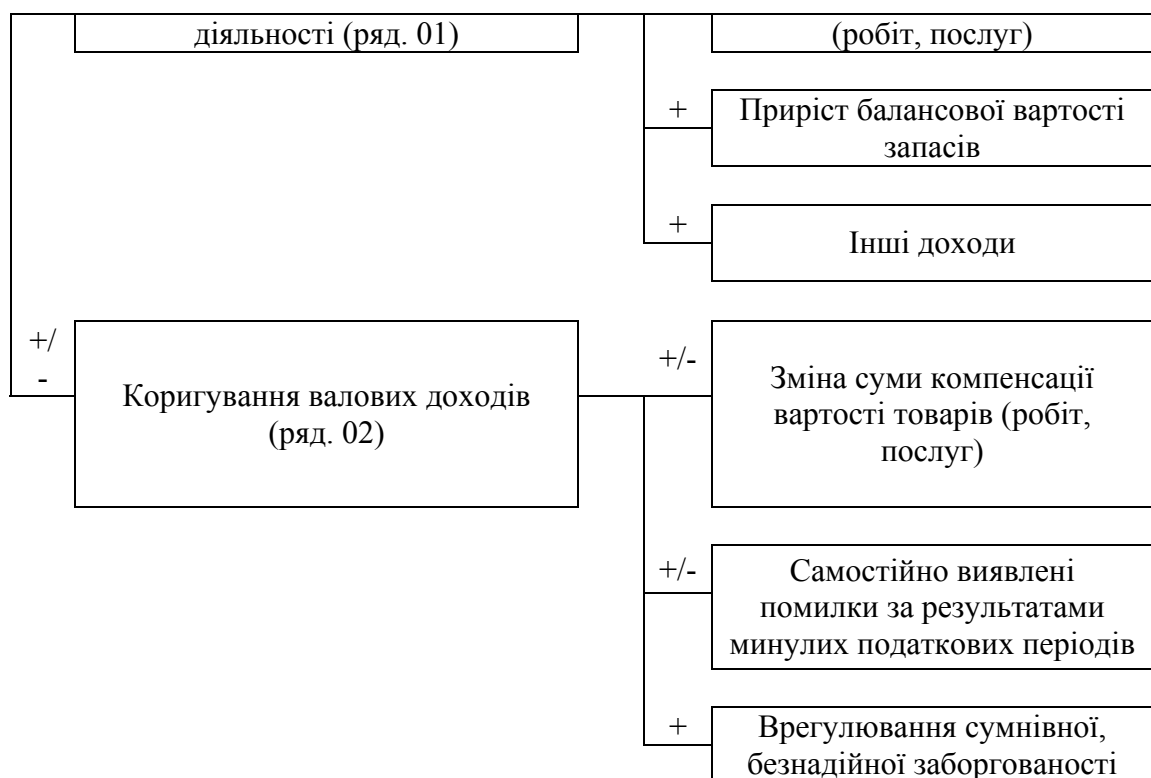 діяльності (ряд. 01)
(робіт, послуг)
+
Приріст балансової вартості
запасів
+
Інші доходи
+/
-
Коригування валових доходів
(ряд. 02)
+/-
Зміна суми компенсації
вартості товарів (робіт,
послуг)
+/-
Самостійно виявлені
помилки за результатами
минулих податкових періодів
+
Врегулювання сумнівної,
безнадійної заборгованості